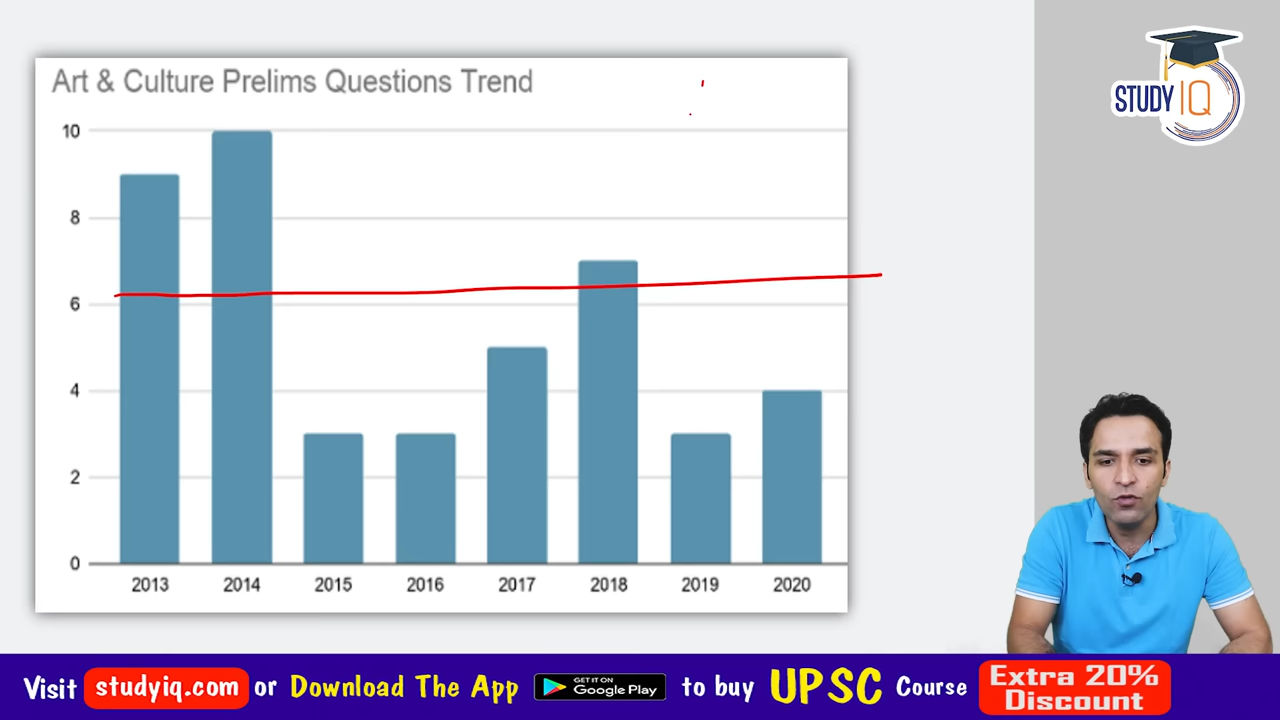 Art & Culture Prelims Questions Trend
10
8
6
4
2
0
2013 2014 2015 2016 2017 2018 2019 2020
STUDY IQ
Visit studyiq.com or Download The App GET IT ON Google Play to buy UPSC Course Extra 20% Discount